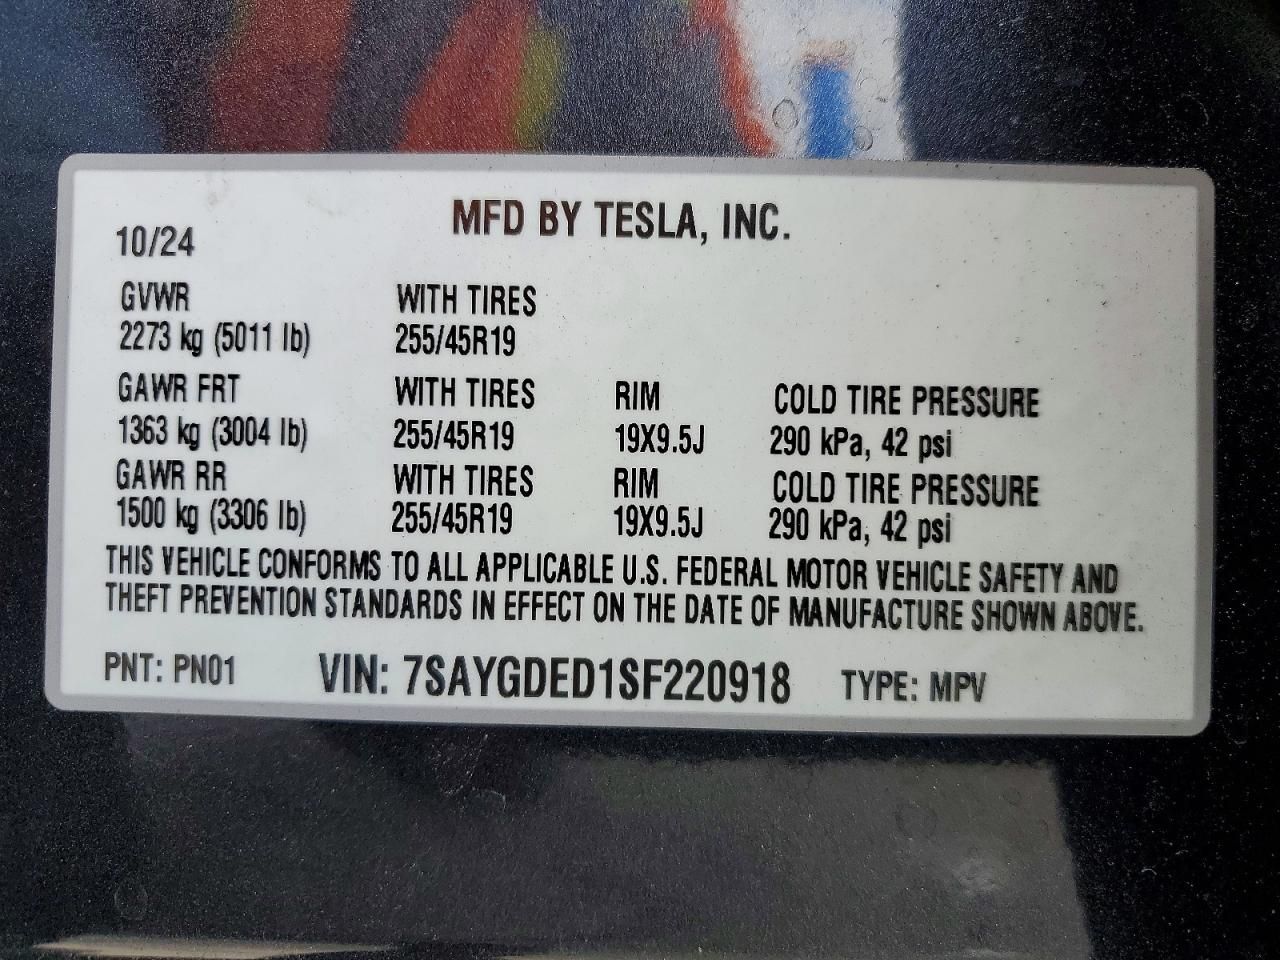 MFD BY TESLA, INC.
10/24
GVWR WITH TIRES
2273 kg (5011 lb) 255/45R19
GAWR FRT WITH TIRES RIM COLD TIRE PRESSURE
1363 kg (3004 lb) 255/45R19 19X9.5J 290 kPa, 42 psi
GAWR RR WITH TIRES RIM COLD TIRE PRESSURE
1500 kg (3306 lb) 255/45R19 19X9.5J 290 kPa, 42 psi
THIS VEHICLE CONFORMS TO ALL APPLICABLE U.S. FEDERAL MOTOR VEHICLE SAFETY AND
THEFT PREVENTION STANDARDS IN EFFECT ON THE DATE OF MANUFACTURE SHOWN ABOVE.
PNT: PN01 VIN: 7SAYGDED1SF220918 TYPE: MPV